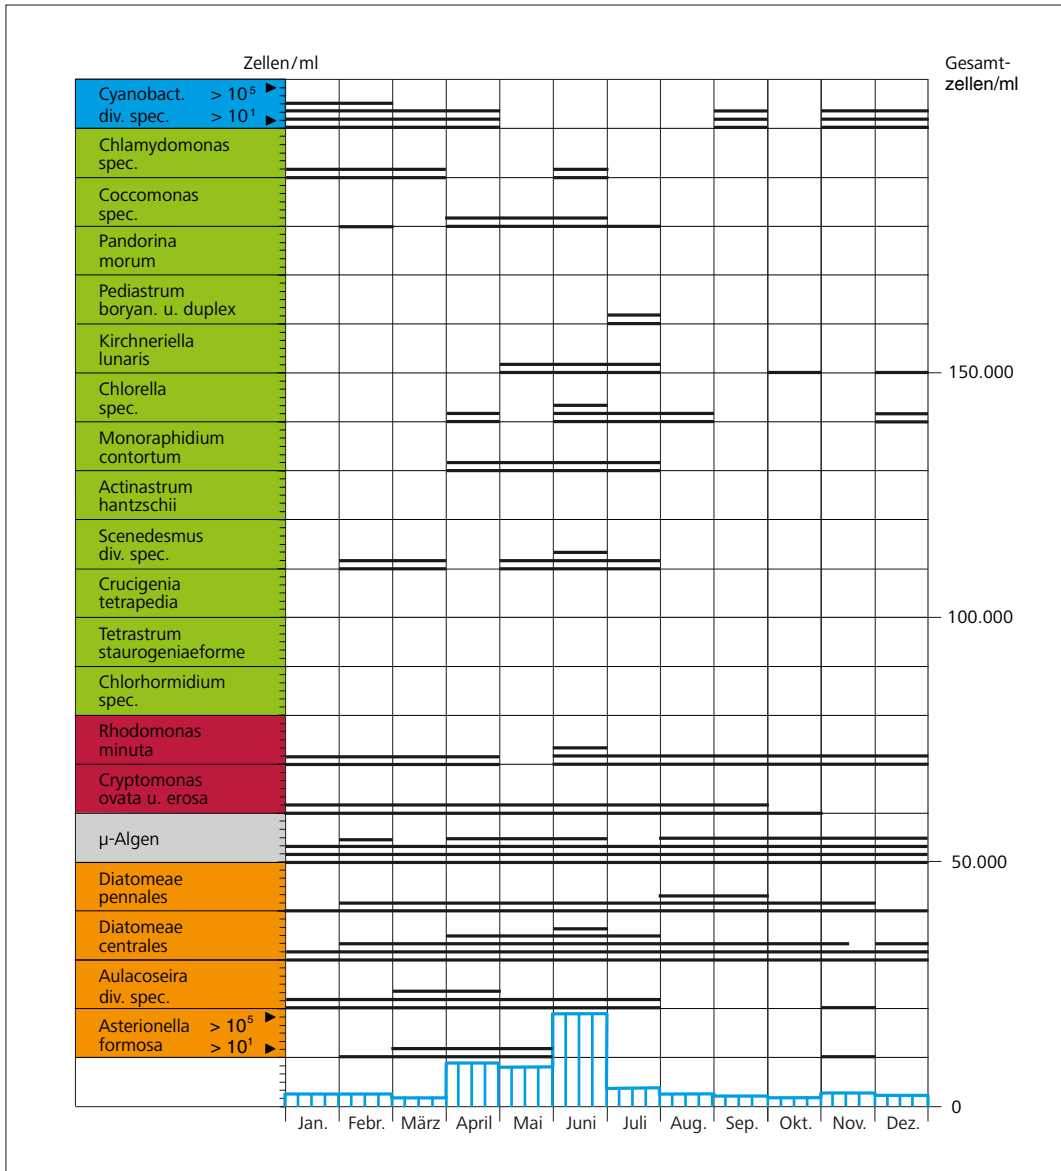 Zellen/ml
Gesamt-
zellen/ml
Cyanobact. > 10⁵ ►
div. spec. > 10¹ ►
Chlamydomonas
spec.
Coccomonas
spec.
Pandorina
morum
Pediastrum
boryan. u. duplex
Kirchneriella
lunaris
150.000
Chlorella
spec.
Monoraphidium
contortum
Actinastrum
hantzschii
Scenedesmus
div. spec.
Crucigenia
tetrapedia
100.000
Tetrastrum
staurogeniaeforme
Chlorhormidium
spec.
Rhodomonas
minuta
Cryptomonas
ovata u. erosa
µ-Algen
50.000
Diatomeae
pennales
Diatomeae
centrales
Aulacoseira
div. spec.
Asterionella > 10⁵ ►
formosa > 10¹ ►
0
Jan. Febr. März April Mai Juni Juli Aug. Sep. Okt. Nov. Dez.